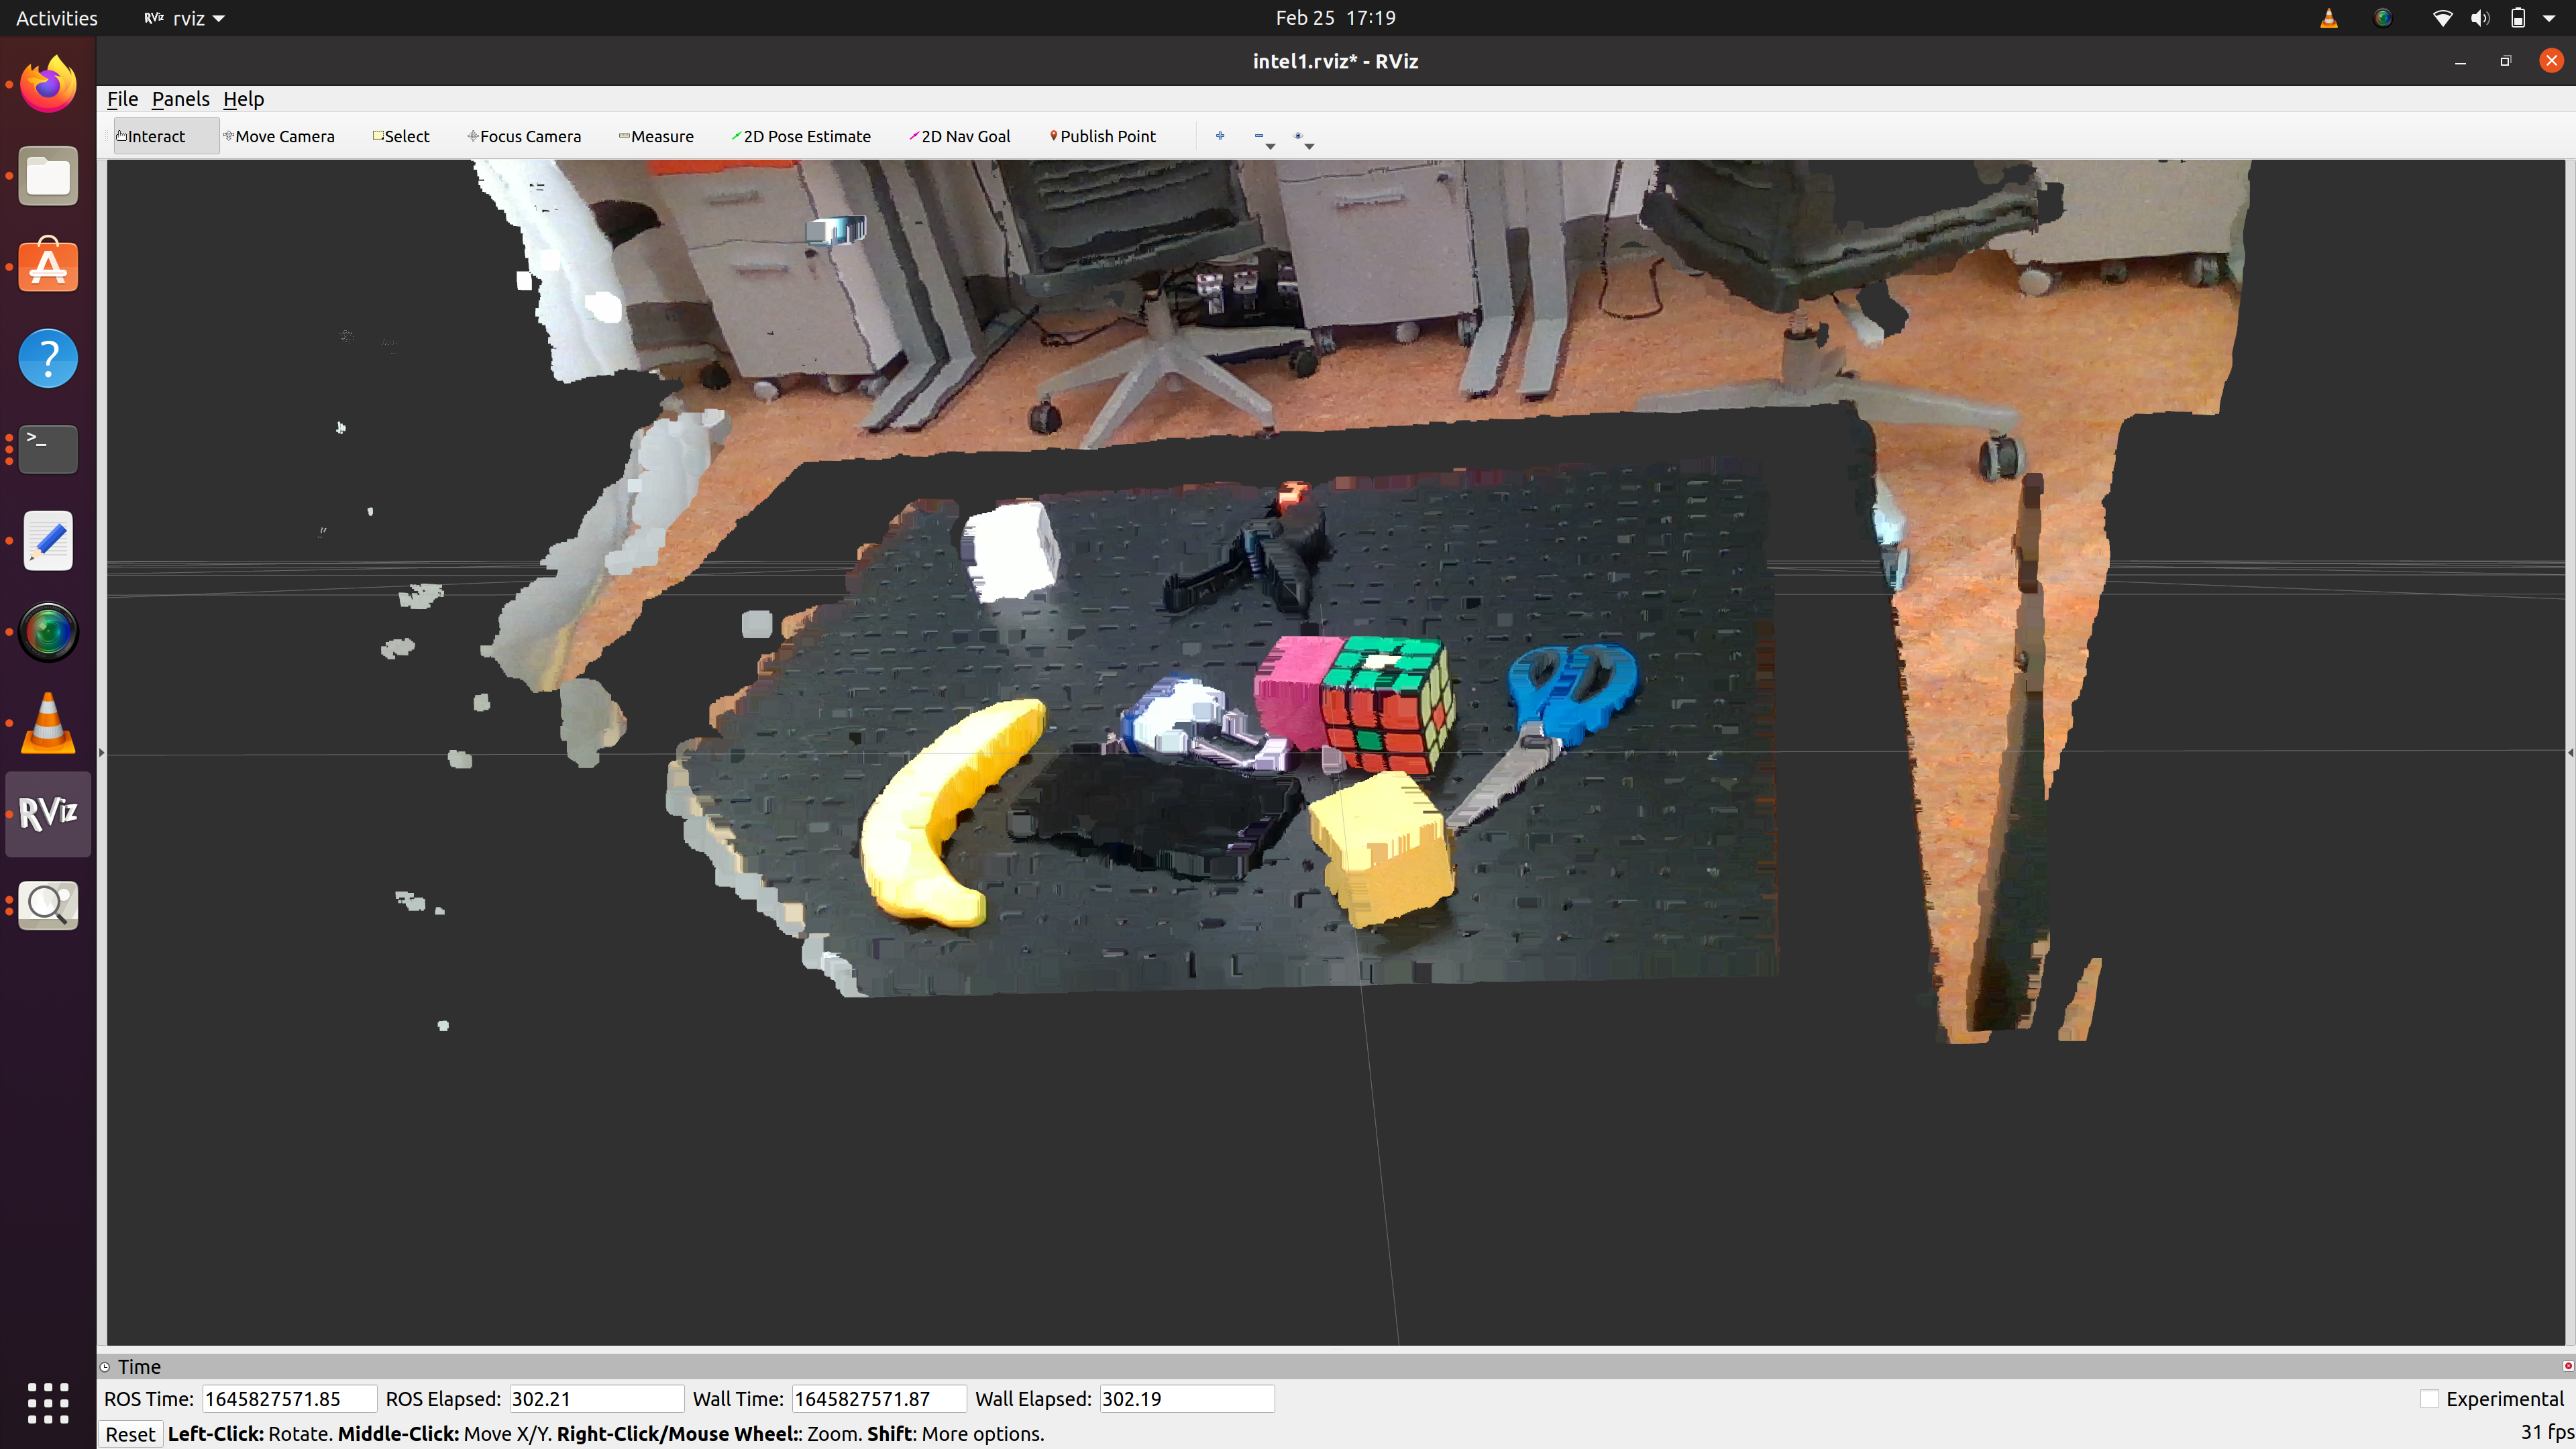 Activities RViz rviz Feb 25 17:19
intel1.rviz* - RViz
File Panels Help
Interact Move Camera Select Focus Camera Measure 2D Pose Estimate 2D Nav Goal Publish Point
?
>_
RViz
Time
ROS Time: 1645827571.85 ROS Elapsed: 302.21 Wall Time: 1645827571.87 Wall Elapsed: 302.19 Experimental
Reset Left-Click: Rotate. Middle-Click: Move X/Y. Right-Click/Mouse Wheel:: Zoom. Shift: More options. 31 fps